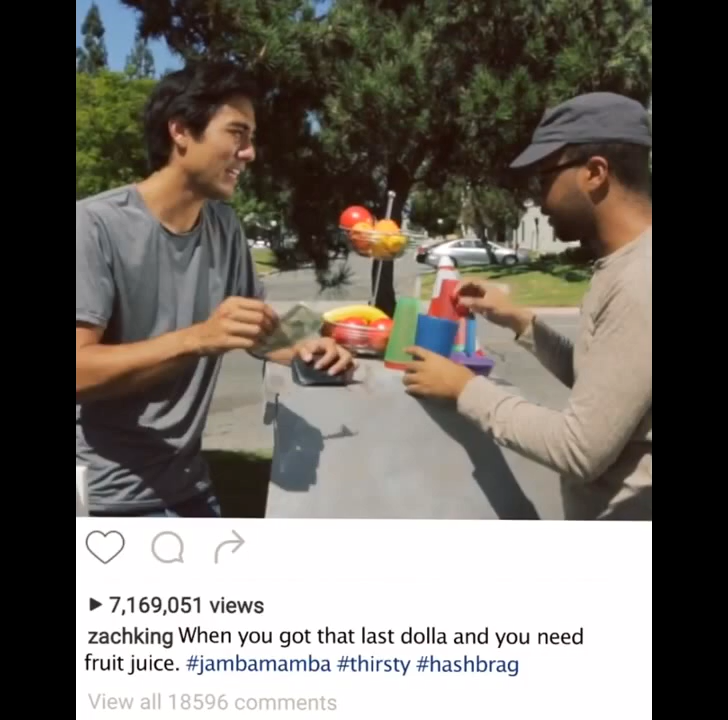 ▶ 7,169,051 views
zachking When you got that last dolla and you need
fruit juice. #jambamamba #thirsty #hashbrag
View all 18596 comments